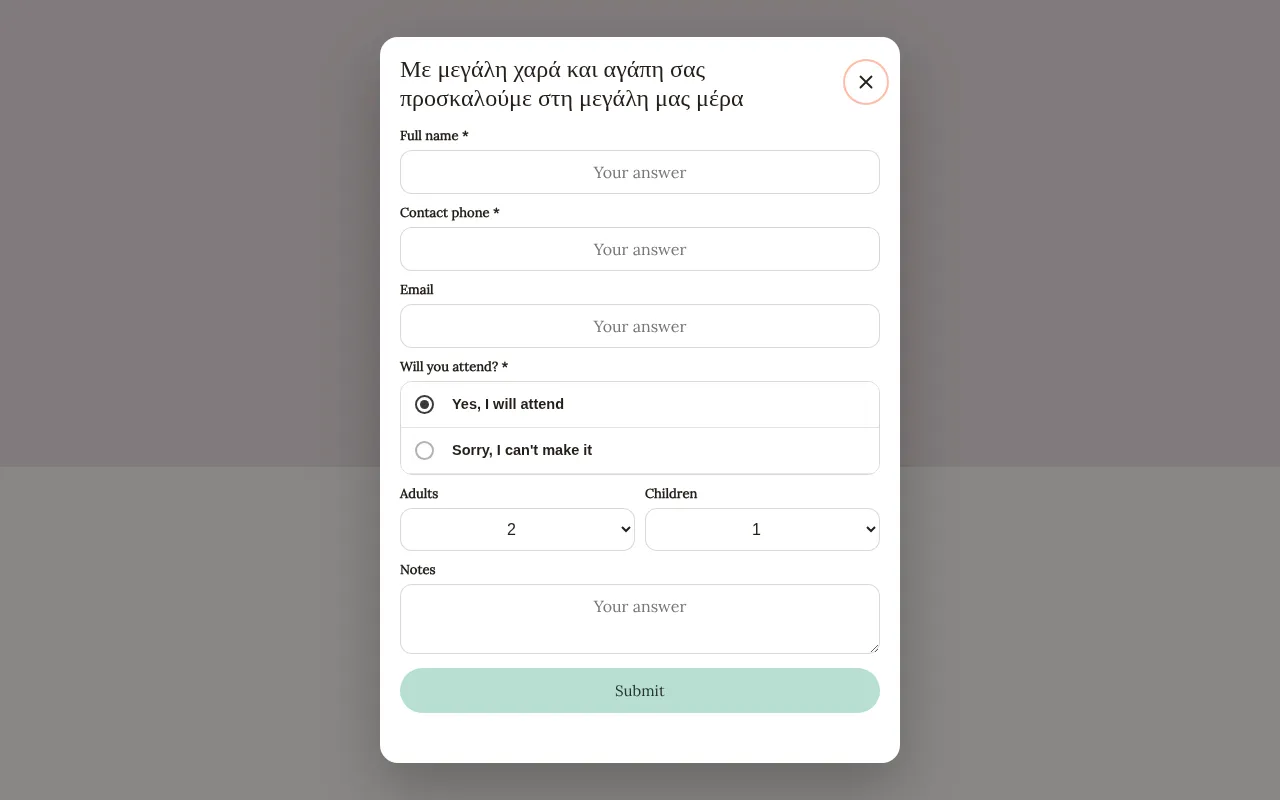 Με μεγάλη χαρά και αγάπη σας
προσκαλούμε στη μεγάλη μας μέρα
Full name *
Your answer
Contact phone *
Your answer
Email
Your answer
Will you attend? *
Yes, I will attend
Sorry, I can't make it
Adults
Children
2
1
Notes
Your answer
Submit